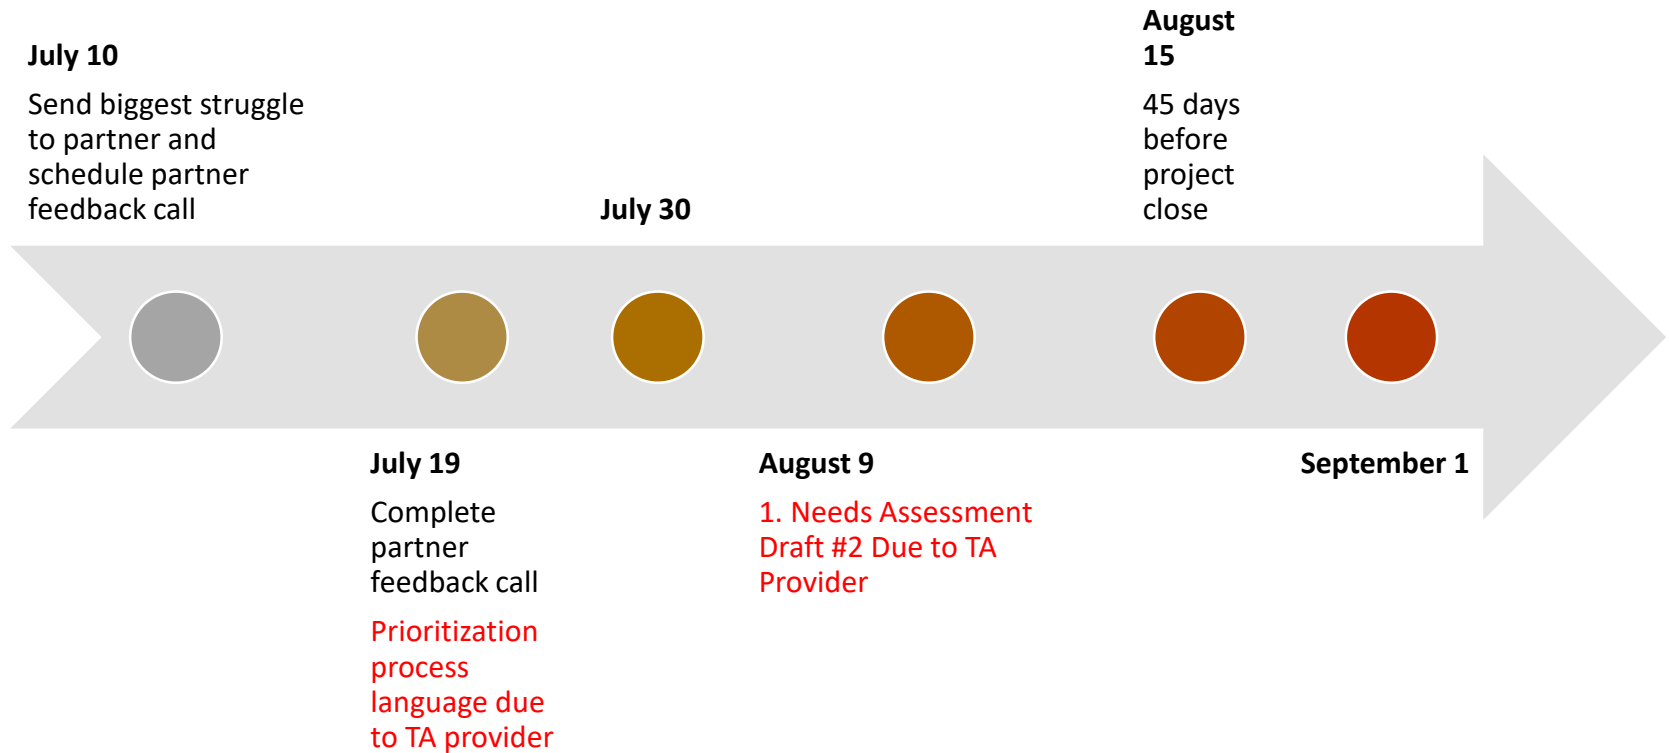 July 10
Send biggest struggle
to partner and
schedule partner
feedback call
July 19
Complete
partner
feedback call
Prioritization
process
language due
to TA provider
July 30
August 9
1. Needs Assessment
Draft #2 Due to TA
Provider
August
15
45 days
before
project
close
September 1